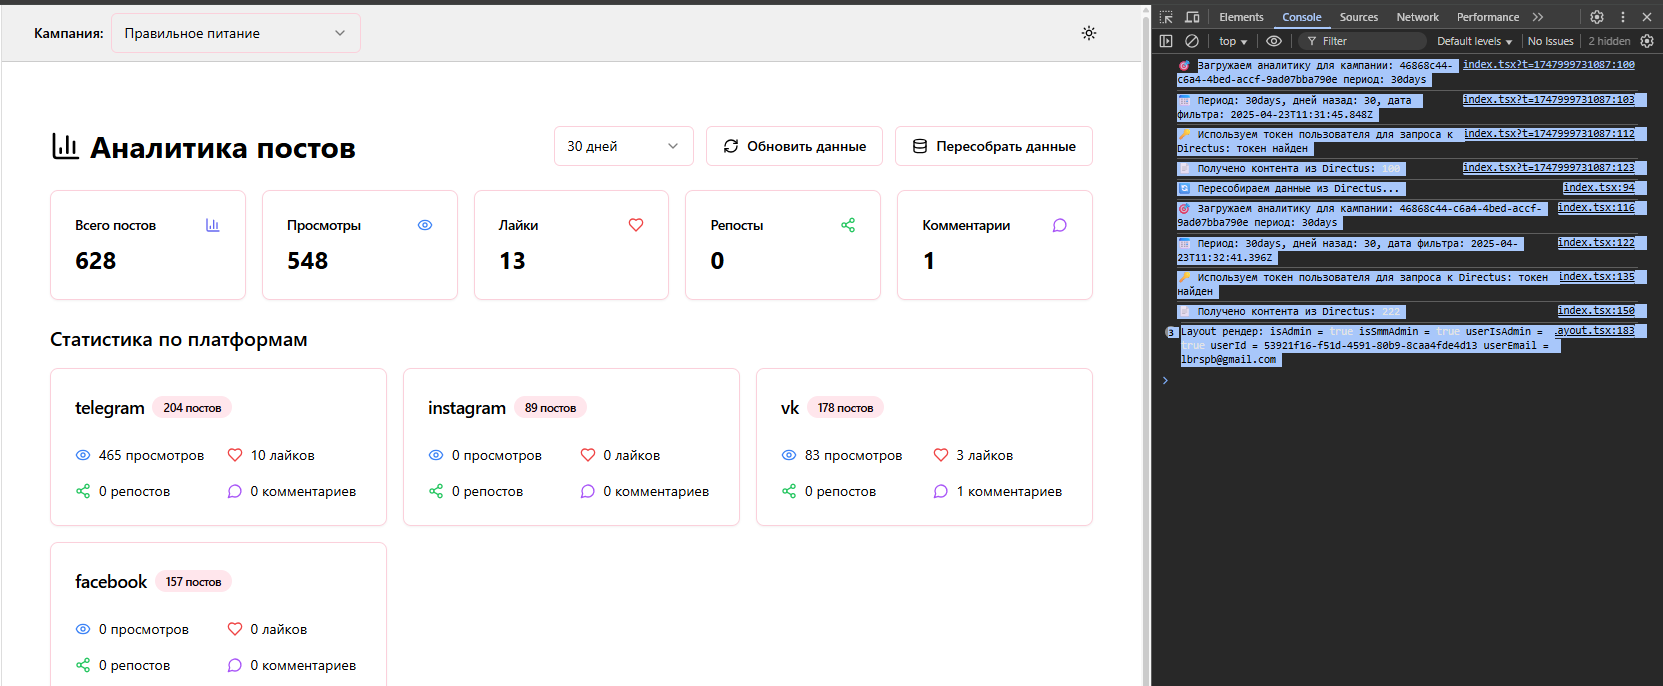 Кампания:
Правильное питание
Аналитика постов
30 дней
Обновить данные
Пересобрать данные
Всего постов
628
Просмотры
548
Лайки
13
Репосты
0
Комментарии
1
Статистика по платформам
telegram 204 постов
465 просмотров 10 лайков
0 репостов 0 комментариев
instagram 89 постов
0 просмотров 0 лайков
0 репостов 0 комментариев
vk 178 постов
83 просмотров 3 лайков
0 репостов 1 комментариев
facebook 157 постов
0 просмотров 0 лайков
0 репостов 0 комментариев
Elements Console Sources Network Performance
top Filter Default levels No Issues 2 hidden
🎯 Загружаем аналитику для кампании: 46868c44- index.tsx?t=1747999731087:100
c6a4-4bed-accf-9ad07bba790e период: 30days
📅 Период: 30days, дней назад: 30, дата index.tsx?t=1747999731087:103
фильтра: 2025-04-23T11:31:45.848Z
🔑 Используем токен пользователя для запроса к index.tsx?t=1747999731087:112
Directus: токен найден
Получено контента из Directus: 100 index.tsx?t=1747999731087:123
🔄 Пересобираем данные из Directus... index.tsx:94
🎯 Загружаем аналитику для кампании: 46868c44-c6a4-4bed-accf- index.tsx:116
9ad07bba790e период: 30days
📅 Период: 30days, дней назад: 30, дата фильтра: 2025-04- index.tsx:122
23T11:32:41.396Z
🔑 Используем токен пользователя для запроса к Directus: токен index.tsx:135
найден
Получено контента из Directus: 222 index.tsx:150
3 Layout рендер: isAdmin = true isSmmAdmin = true userIsAdmin = ayout.tsx:183
true userId = 53921f16-f51d-4591-80b9-8caa4fde4d13 userEmail =
lbrspb@gmail.com